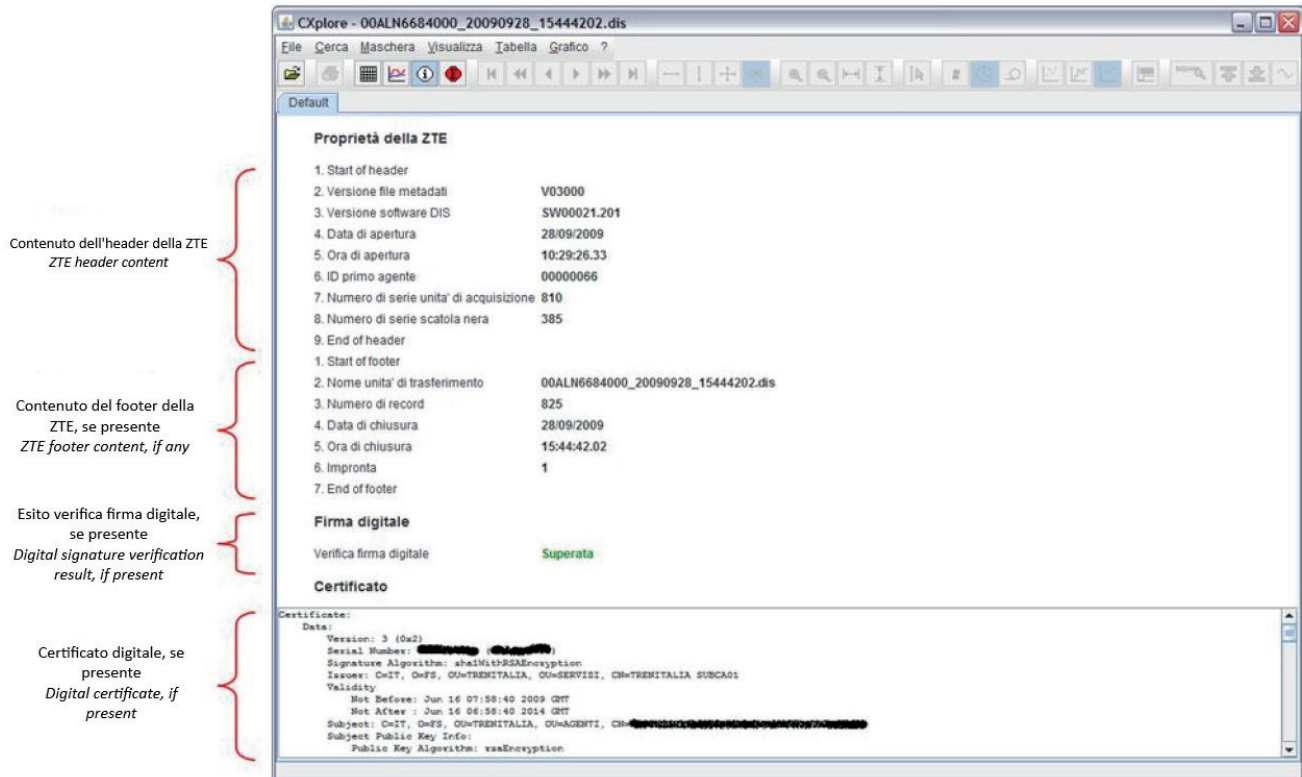 CXplore - 00ALN6684000_20090928_15444202.dis
File Cerca Maschera Visualizza Tabella Grafico ?
Default
Proprietà della ZTE
1. Start of header
2. Versione file metadati V03000
3. Versione software DIS SW00021.201
4. Data di apertura 28/09/2009
5. Ora di apertura 10:29:26.33
6. ID primo agente 00000066
7. Numero di serie unita' di acquisizione 810
8. Numero di serie scatola nera 385
9. End of header
1. Start of footer
2. Nome unita' di trasferimento 00ALN6684000_20090928_15444202.dis
3. Numero di record 825
4. Data di chiusura 28/09/2009
5. Ora di chiusura 15:44:42.02
6. Impronta 1
7. End of footer
Firma digitale
Verifica firma digitale Superata
Certificato
Certificate:
Data:
Version: 3 (0x2)
Serial Number:
Signature Algorithm: sha1WithRSAEncryption
Issuer: C=IT, O=FS, OU=TRENITALIA, OU=SERVISI, CN=TRENITALIA SUBCA01
Validity
Not Before: Jun 16 07:58:40 2009 GMT
Not After : Jun 16 06:58:40 2014 GMT
Subject: C=IT, O=FS, OU=TRENITALIA, OU=AGENTI, CN=
Subject Public Key Info:
Public Key Algorithm: rsaEncryption
Contenuto dell'header della ZTE
ZTE header content
Contenuto del footer della
ZTE, se presente
ZTE footer content, if any
Esito verifica firma digitale,
se presente
Digital signature verification
result, if present
Certificato digitale, se
presente
Digital certificate, if
present